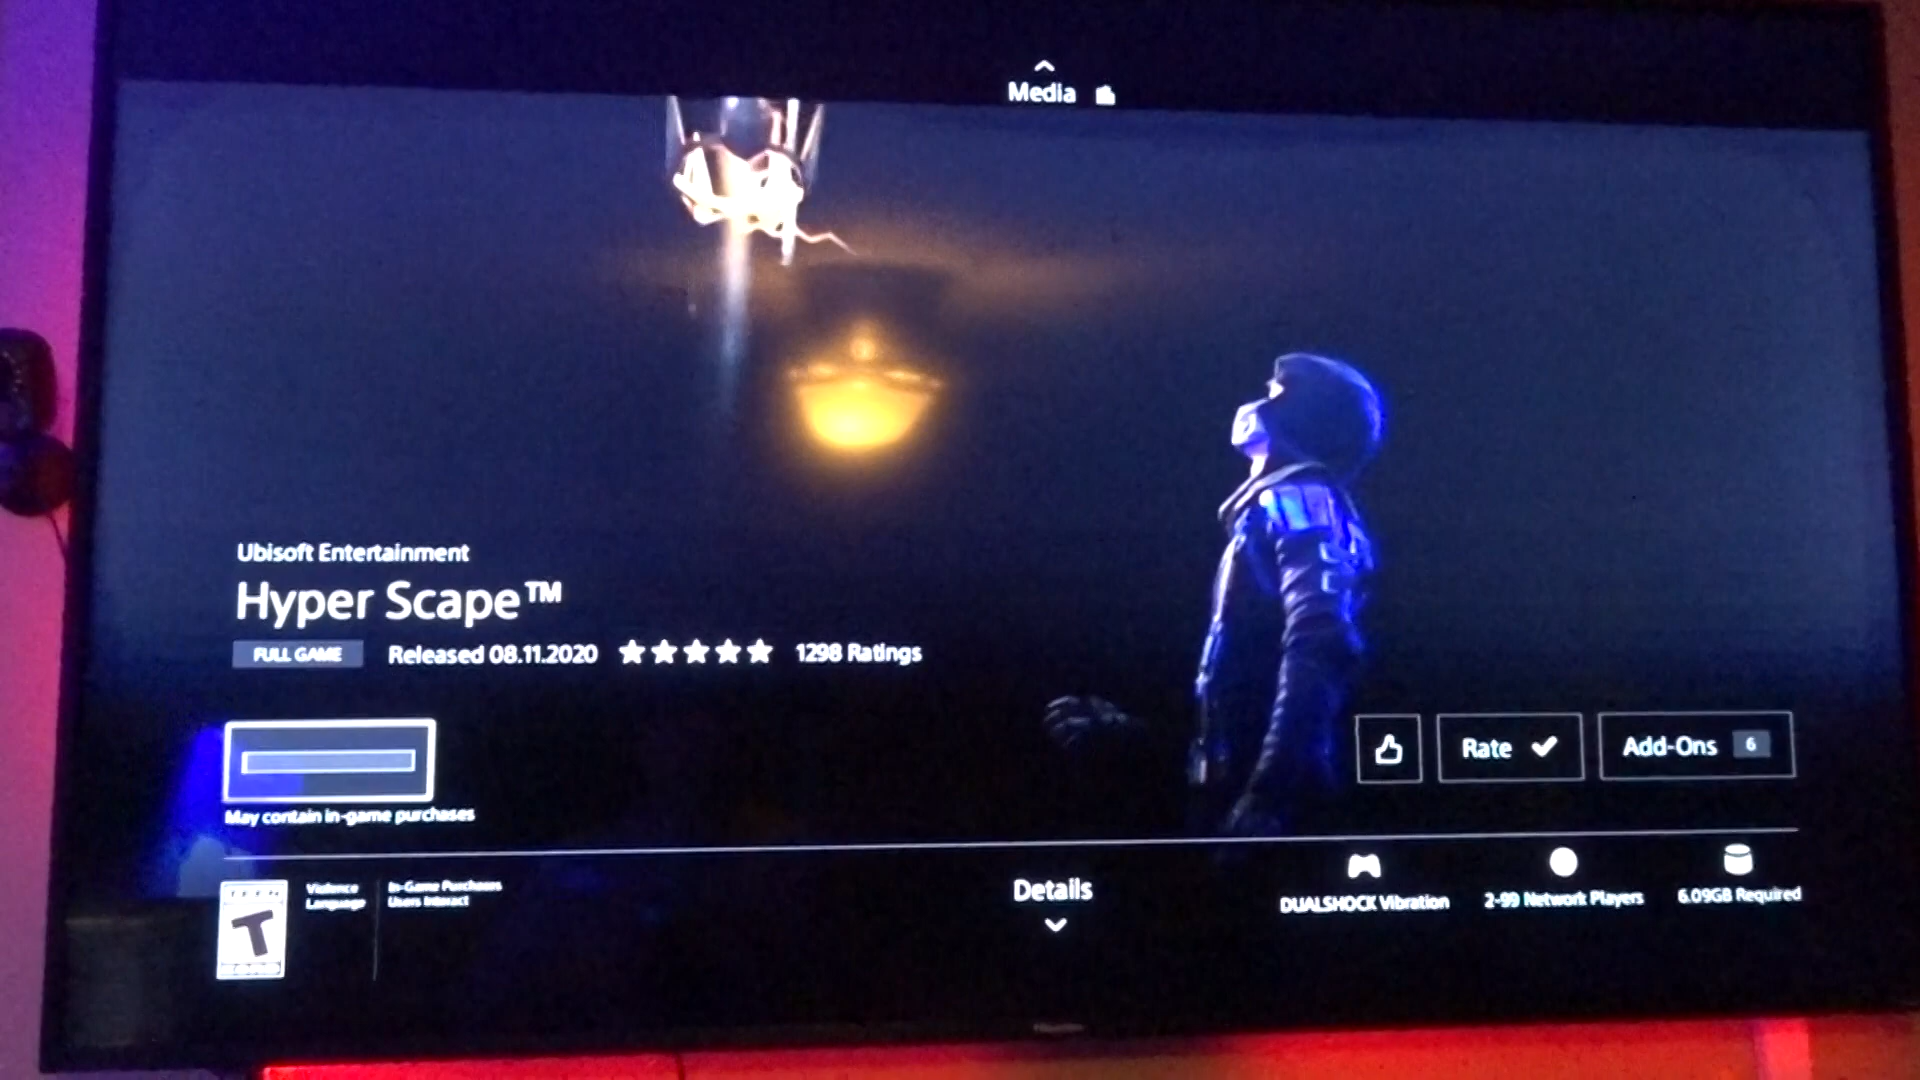 Media
Ubisoft Entertainment
Hyper Scape™
FULL GAME Released 08.11.2020 1298 Ratings
Rate
Add-Ons 6
May contain in-game purchases
TEEN
T
Violence
Language
In-Game Purchases
Users Interact
Details
DUALSHOCK Vibration
2-99 Network Players
6.09GB Required